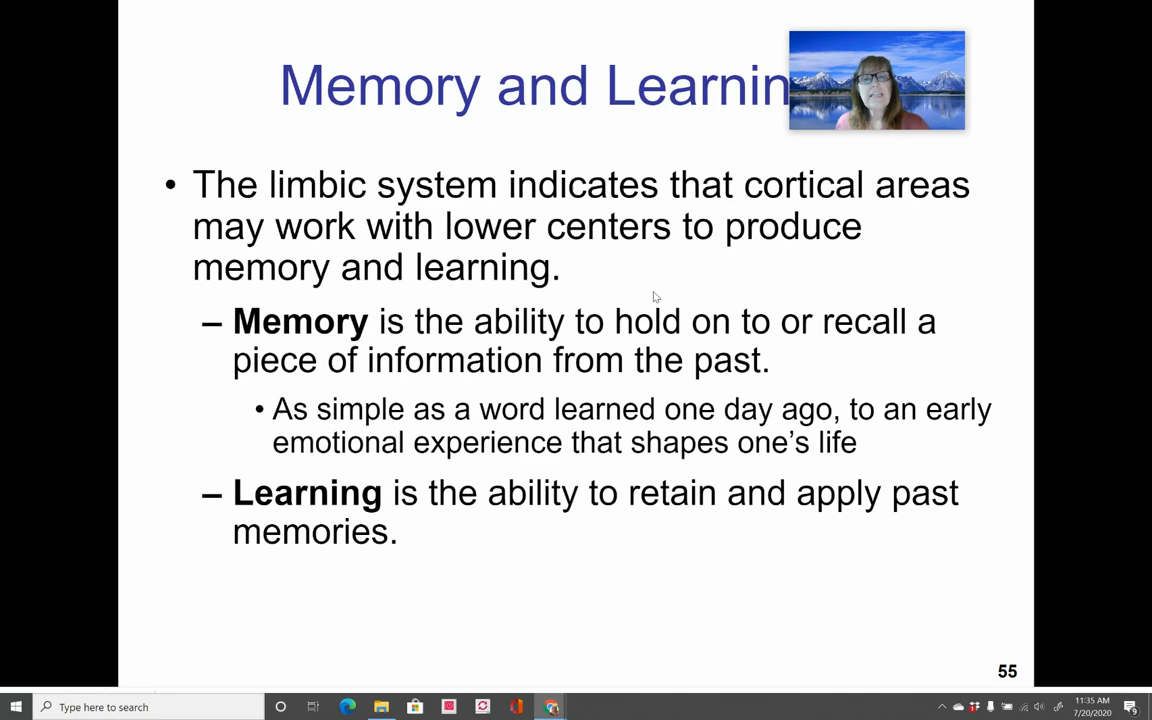 Memory and Learnin
• The limbic system indicates that cortical areas
may work with lower centers to produce
memory and learning.
– Memory is the ability to hold on to or recall a
piece of information from the past.
• As simple as a word learned one day ago, to an early
emotional experience that shapes one’s life
– Learning is the ability to retain and apply past
memories.
55
Type here to search
11:35 AM
7/20/2020